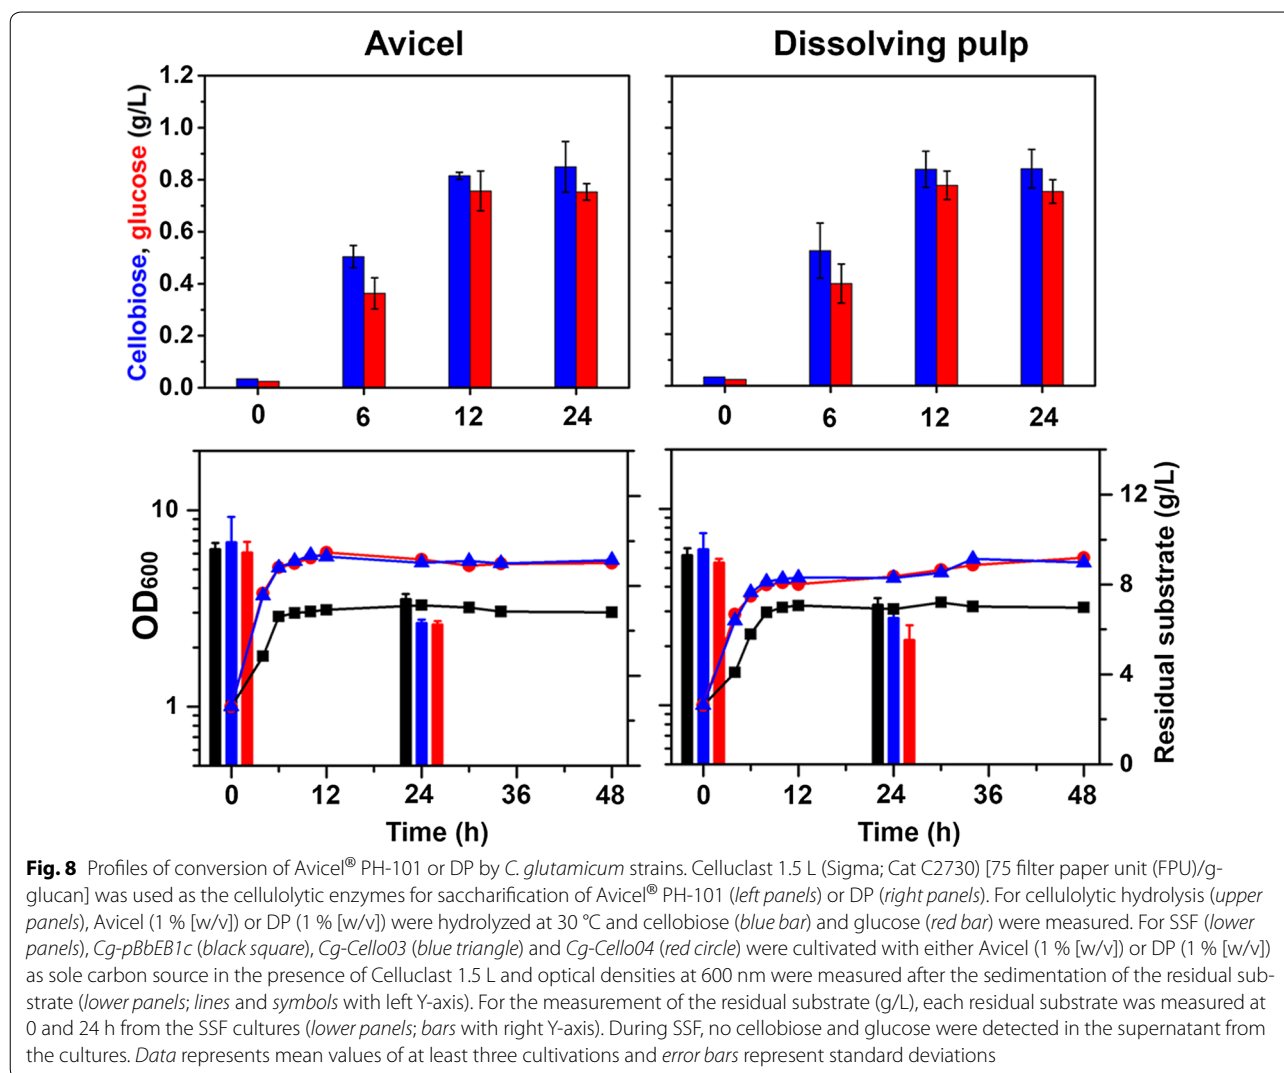 Avicel
Dissolving pulp
Cellobiose, glucose (g/L)
1.2
1.0
0.8
0.6
0.4
0.2
0.0
0 6 12 24
0 6 12 24
OD600
10
1
0 12 24 36 48
Time (h)
0 12 24 36 48
Time (h)
12
8
4
0
Residual substrate (g/L)
Fig. 8 Profiles of conversion of Avicel® PH-101 or DP by C. glutamicum strains. Celluclast 1.5 L (Sigma; Cat C2730) [75 filter paper unit (FPU)/g-
glucan] was used as the cellulolytic enzymes for saccharification of Avicel® PH-101 (left panels) or DP (right panels). For cellulolytic hydrolysis (upper
panels), Avicel (1 % [w/v]) or DP (1 % [w/v]) were hydrolyzed at 30 °C and cellobiose (blue bar) and glucose (red bar) were measured. For SSF (lower
panels), Cg-pBbEB1c (black square), Cg-Cello03 (blue triangle) and Cg-Cello04 (red circle) were cultivated with either Avicel (1 % [w/v]) or DP (1 % [w/v])
as sole carbon source in the presence of Celluclast 1.5 L and optical densities at 600 nm were measured after the sedimentation of the residual sub-
strate (lower panels; lines and symbols with left Y-axis). For the measurement of the residual substrate (g/L), each residual substrate was measured at
0 and 24 h from the SSF cultures (lower panels; bars with right Y-axis). During SSF, no cellobiose and glucose were detected in the supernatant from
the cultures. Data represents mean values of at least three cultivations and error bars represent standard deviations